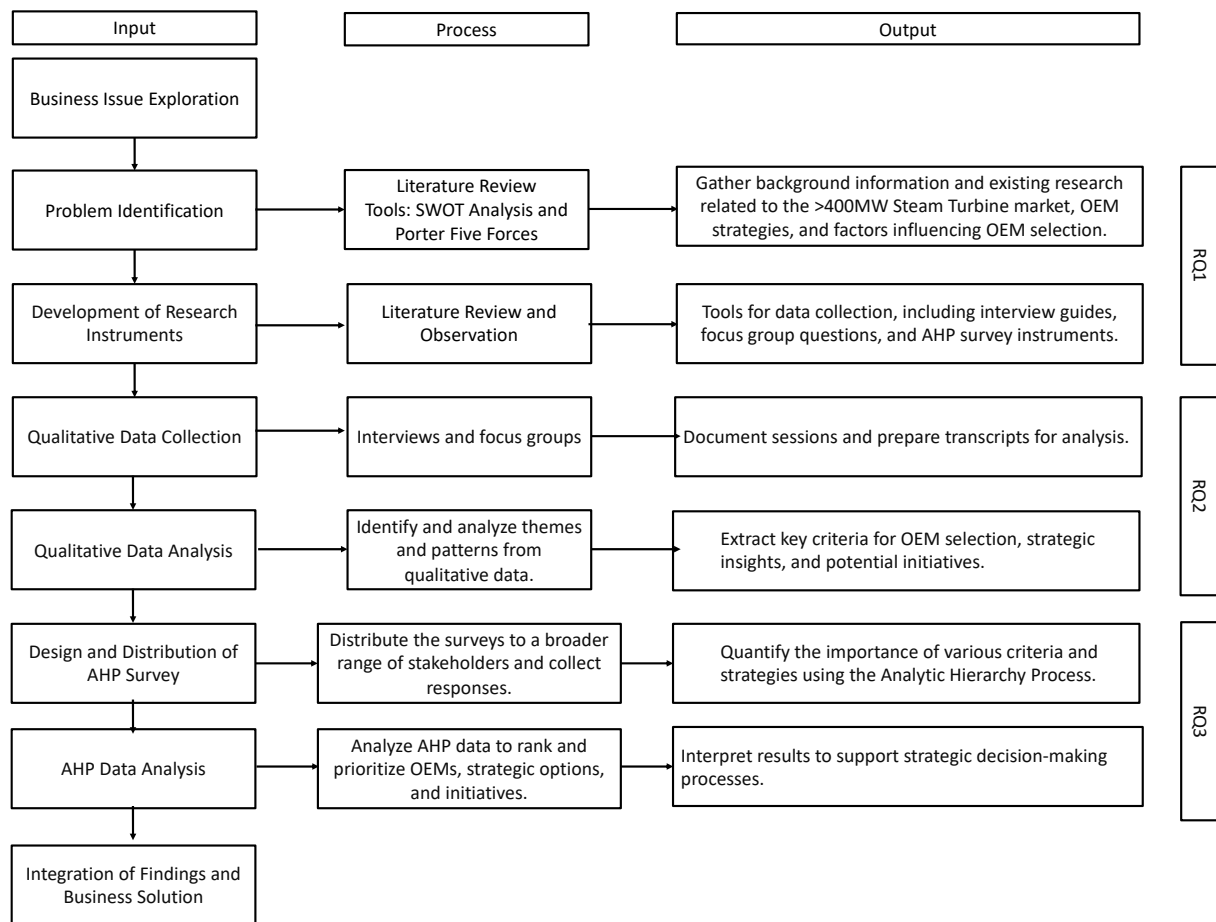 Input
Process
Output
Business Issue Exploration
Problem Identification
Literature Review
Tools: SWOT Analysis and
Porter Five Forces
Gather background information and existing research
related to the >400MW Steam Turbine market, OEM
strategies, and factors influencing OEM selection.
RQ1
Development of Research
Instruments
Literature Review and
Observation
Tools for data collection, including interview guides,
focus group questions, and AHP survey instruments.
Qualitative Data Collection
Interviews and focus groups
Document sessions and prepare transcripts for analysis.
RQ2
Qualitative Data Analysis
Identify and analyze themes
and patterns from
qualitative data.
Extract key criteria for OEM selection, strategic
insights, and potential initiatives.
Design and Distribution of
AHP Survey
Distribute the surveys to a broader
range of stakeholders and collect
responses.
Quantify the importance of various criteria and
strategies using the Analytic Hierarchy Process.
RQ3
AHP Data Analysis
Analyze AHP data to rank and
prioritize OEMs, strategic options,
and initiatives.
Interpret results to support strategic decision-making
processes.
Integration of Findings and
Business Solution